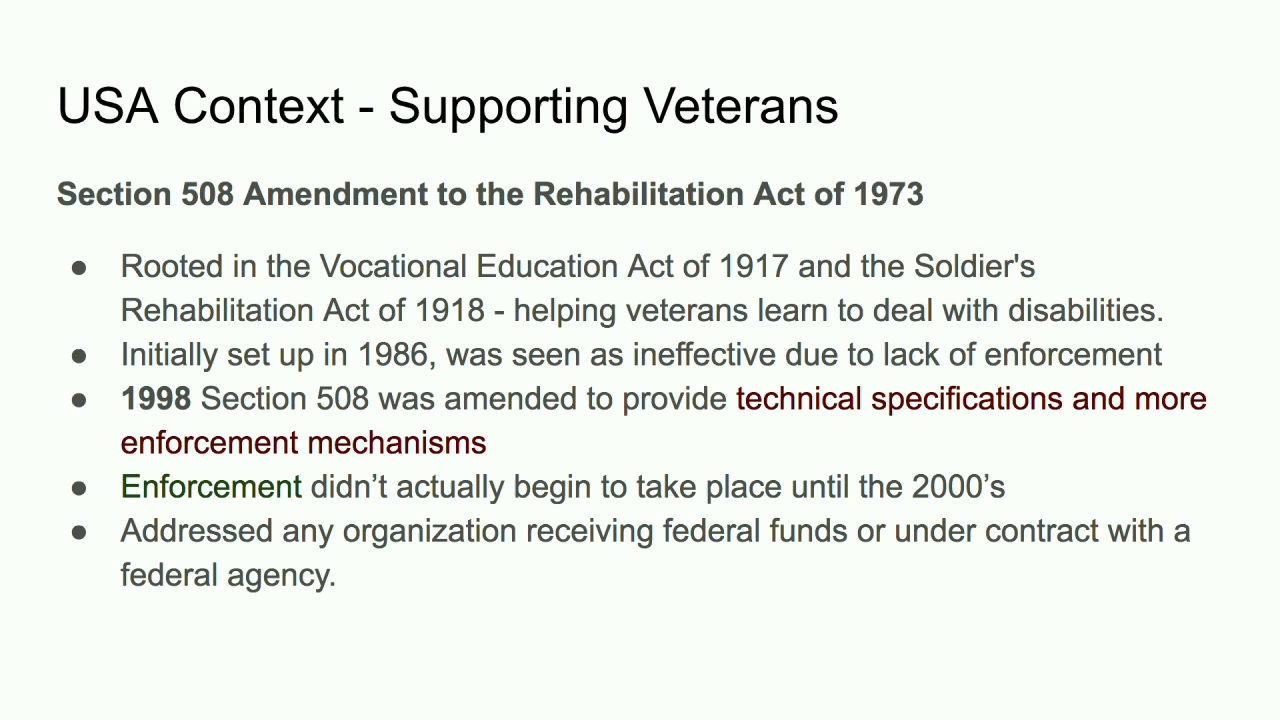 USA Context - Supporting Veterans
Section 508 Amendment to the Rehabilitation Act of 1973
● Rooted in the Vocational Education Act of 1917 and the Soldier's
Rehabilitation Act of 1918 - helping veterans learn to deal with disabilities.
● Initially set up in 1986, was seen as ineffective due to lack of enforcement
● 1998 Section 508 was amended to provide technical specifications and more
enforcement mechanisms
● Enforcement didn’t actually begin to take place until the 2000’s
● Addressed any organization receiving federal funds or under contract with a
federal agency.